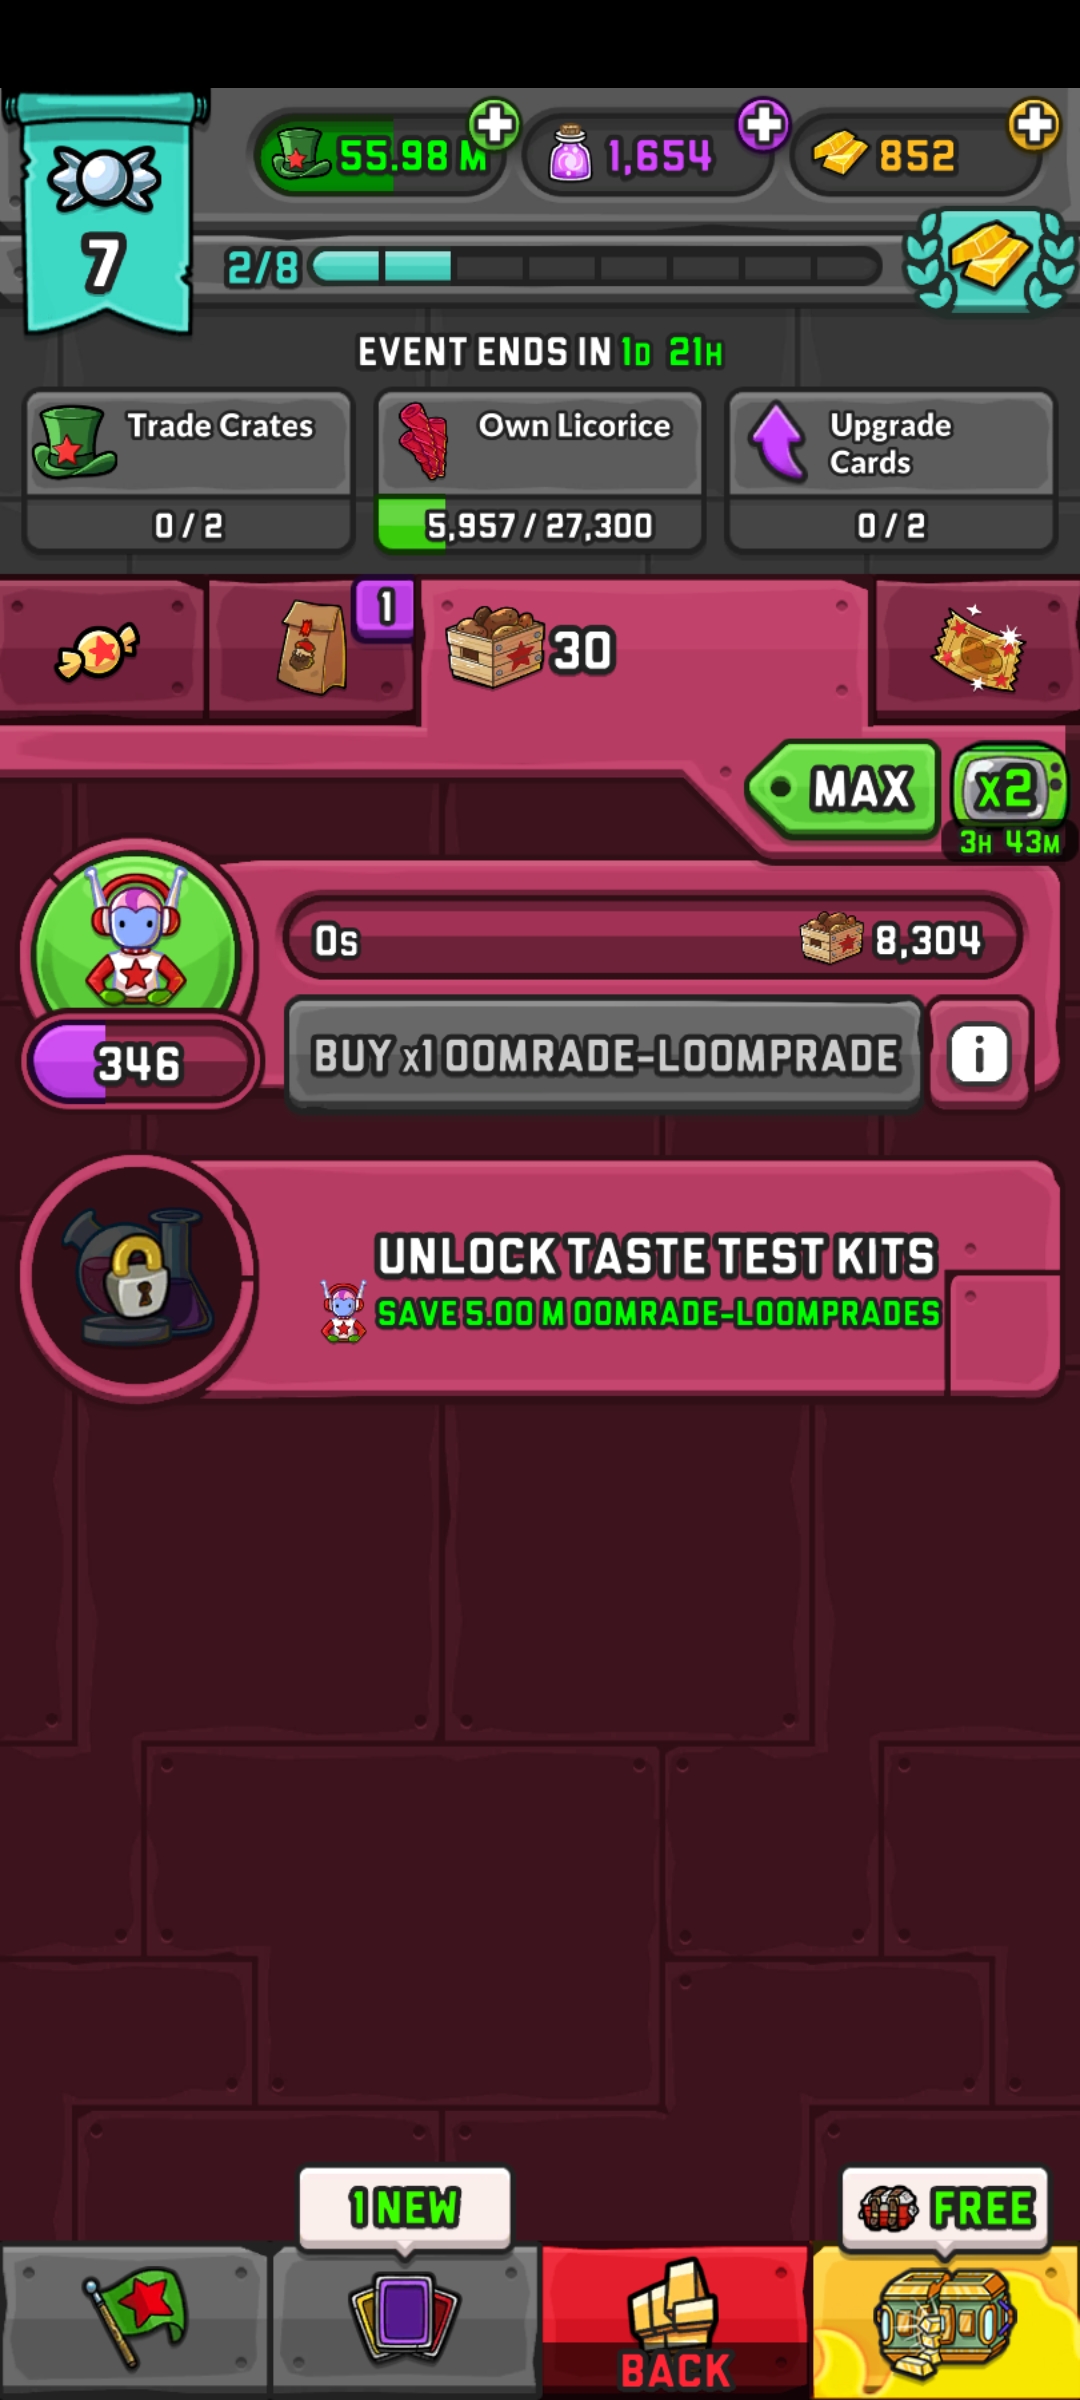 55.98 M
1,654
852
7
2/8
EVENT ENDS IN 1D 21H
Trade Crates
0 / 2
Own Licorice
5,957 / 27,300
Upgrade
Cards
0 / 2
1
30
MAX
x2
3H 43M
0s
8,304
346
BUY x1 OOMRADE-LOOMPRADE
i
UNLOCK TASTE TEST KITS
SAVE 5.00 M OOMRADE-LOOMPRADES
1 NEW
FREE
BACK